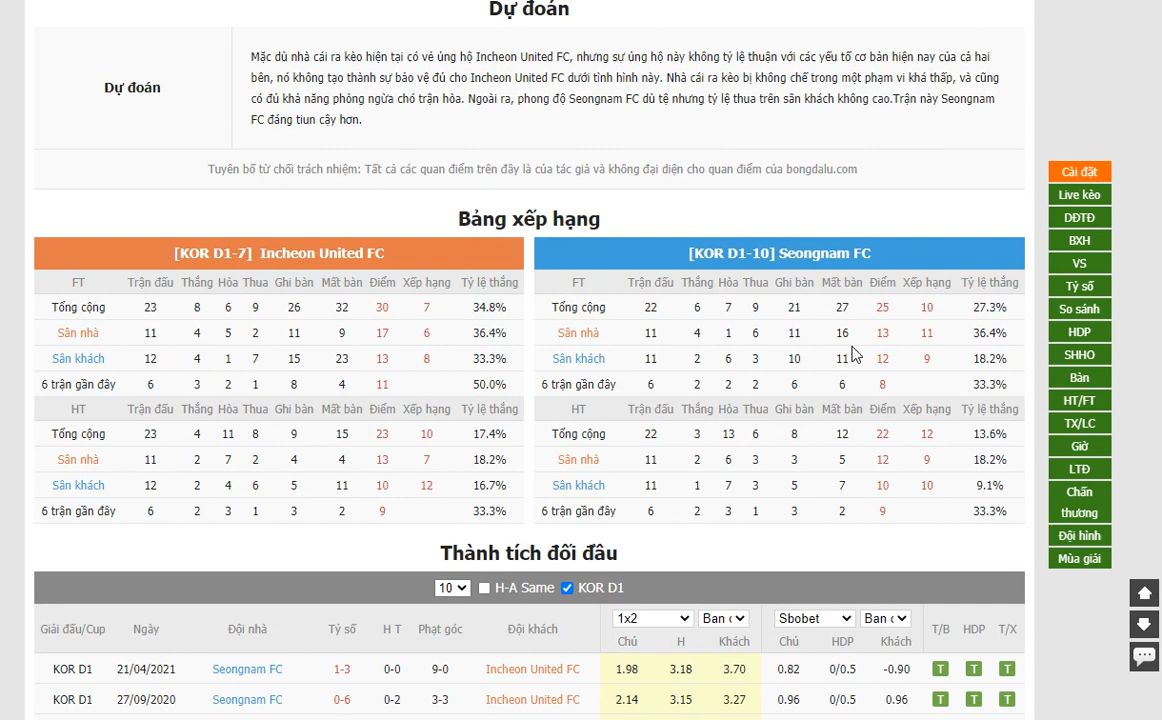 Dự đoán
Dự đoán
Mặc dù nhà cái ra kèo hiện tại có vẻ ủng hộ Incheon United FC, nhưng sự ủng hộ này không tỷ lệ thuận với các yếu tố cơ bản hiện nay của cả hai
bên, nó không tạo thành sự bảo vệ đủ cho Incheon United FC dưới tình hình này. Nhà cái ra kèo bị khống chế trong một phạm vi khá thấp, và cũng
có đủ khả năng phòng ngừa chó trận hòa. Ngoài ra, phong độ Seongnam FC dù tệ nhưng tỷ lệ thua trên sân khách không cao.Trận này Seongnam
FC đáng tiun cậy hơn.
Tuyên bố từ chối trách nhiệm: Tất cả các quan điểm trên đây là của tác giả và không đại diện cho quan điểm của bongdalu.com
Bảng xếp hạng
[KOR D1-7] Incheon United FC
FT Trận đấu Thắng Hòa Thua Ghi bàn Mất bàn Điểm Xếp hạng Tỷ lệ thắng
Tổng cộng 23 8 6 9 26 32 30 7 34.8%
Sân nhà 11 4 5 2 11 9 17 6 36.4%
Sân khách 12 4 1 7 15 23 13 8 33.3%
6 trận gần đây 6 3 2 1 8 4 11 50.0%
HT Trận đấu Thắng Hòa Thua Ghi bàn Mất bàn Điểm Xếp hạng Tỷ lệ thắng
Tổng cộng 23 4 11 8 9 15 23 10 17.4%
Sân nhà 11 2 7 2 4 4 13 7 18.2%
Sân khách 12 2 4 6 5 11 10 12 16.7%
6 trận gần đây 6 2 3 1 3 2 9 33.3%
[KOR D1-10] Seongnam FC
FT Trận đấu Thắng Hòa Thua Ghi bàn Mất bàn Điểm Xếp hạng Tỷ lệ thắng
Tổng cộng 22 6 7 9 21 27 25 10 27.3%
Sân nhà 11 4 1 6 11 16 13 11 36.4%
Sân khách 11 2 6 3 10 11 12 9 18.2%
6 trận gần đây 6 2 2 2 6 6 8 33.3%
HT Trận đấu Thắng Hòa Thua Ghi bàn Mất bàn Điểm Xếp hạng Tỷ lệ thắng
Tổng cộng 22 3 13 6 8 12 22 12 13.6%
Sân nhà 11 2 6 3 3 5 12 9 18.2%
Sân khách 11 1 7 3 5 7 10 10 9.1%
6 trận gần đây 6 2 3 1 3 2 9 33.3%
Thành tích đối đầu
10 H-A Same KOR D1
Giải đấu/Cup Ngày Đội nhà Tỷ số H T Phạt góc Đội khách 1x2 Ban c Sbobet Ban c T/B HDP T/X
Chủ H Khách Chủ HDP Khách
KOR D1 21/04/2021 Seongnam FC 1-3 0-0 9-0 Incheon United FC 1.98 3.18 3.70 0.82 0/0.5 -0.90 T T T
KOR D1 27/09/2020 Seongnam FC 0-6 0-2 3-3 Incheon United FC 2.14 3.15 3.27 0.96 0/0.5 0.96 T T T
Cài đặt
Live kèo
DĐTĐ
BXH
VS
Tỷ số
So sánh
HDP
SHHO
Bàn
HT/FT
TX/LC
Giờ
LTĐ
Chấn
thương
Đội hình
Mùa giải